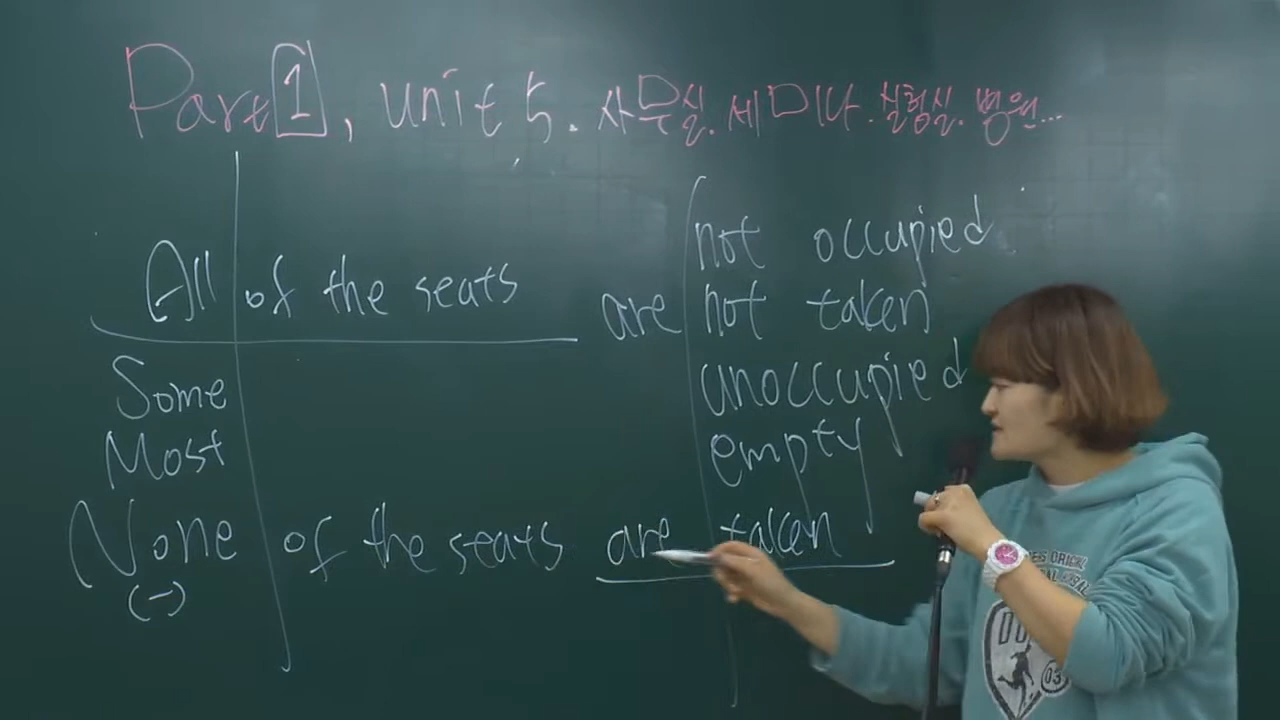 Part 1, unit 5. 사무실. 세미나. 실험실. 병원...
not occupied
All of the seats are not taken
Some unoccupied
Most empty
None of the seats are taken
(-)
03